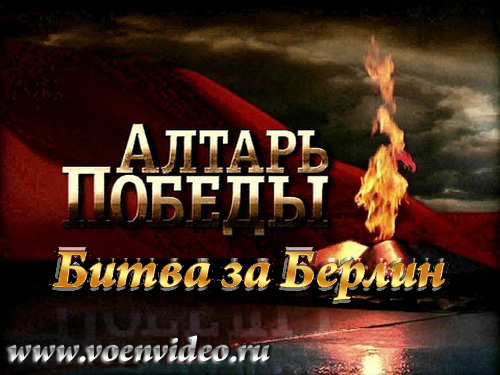 Алтарь
Победы
Битва за Берлин
www.voenvideo.ru